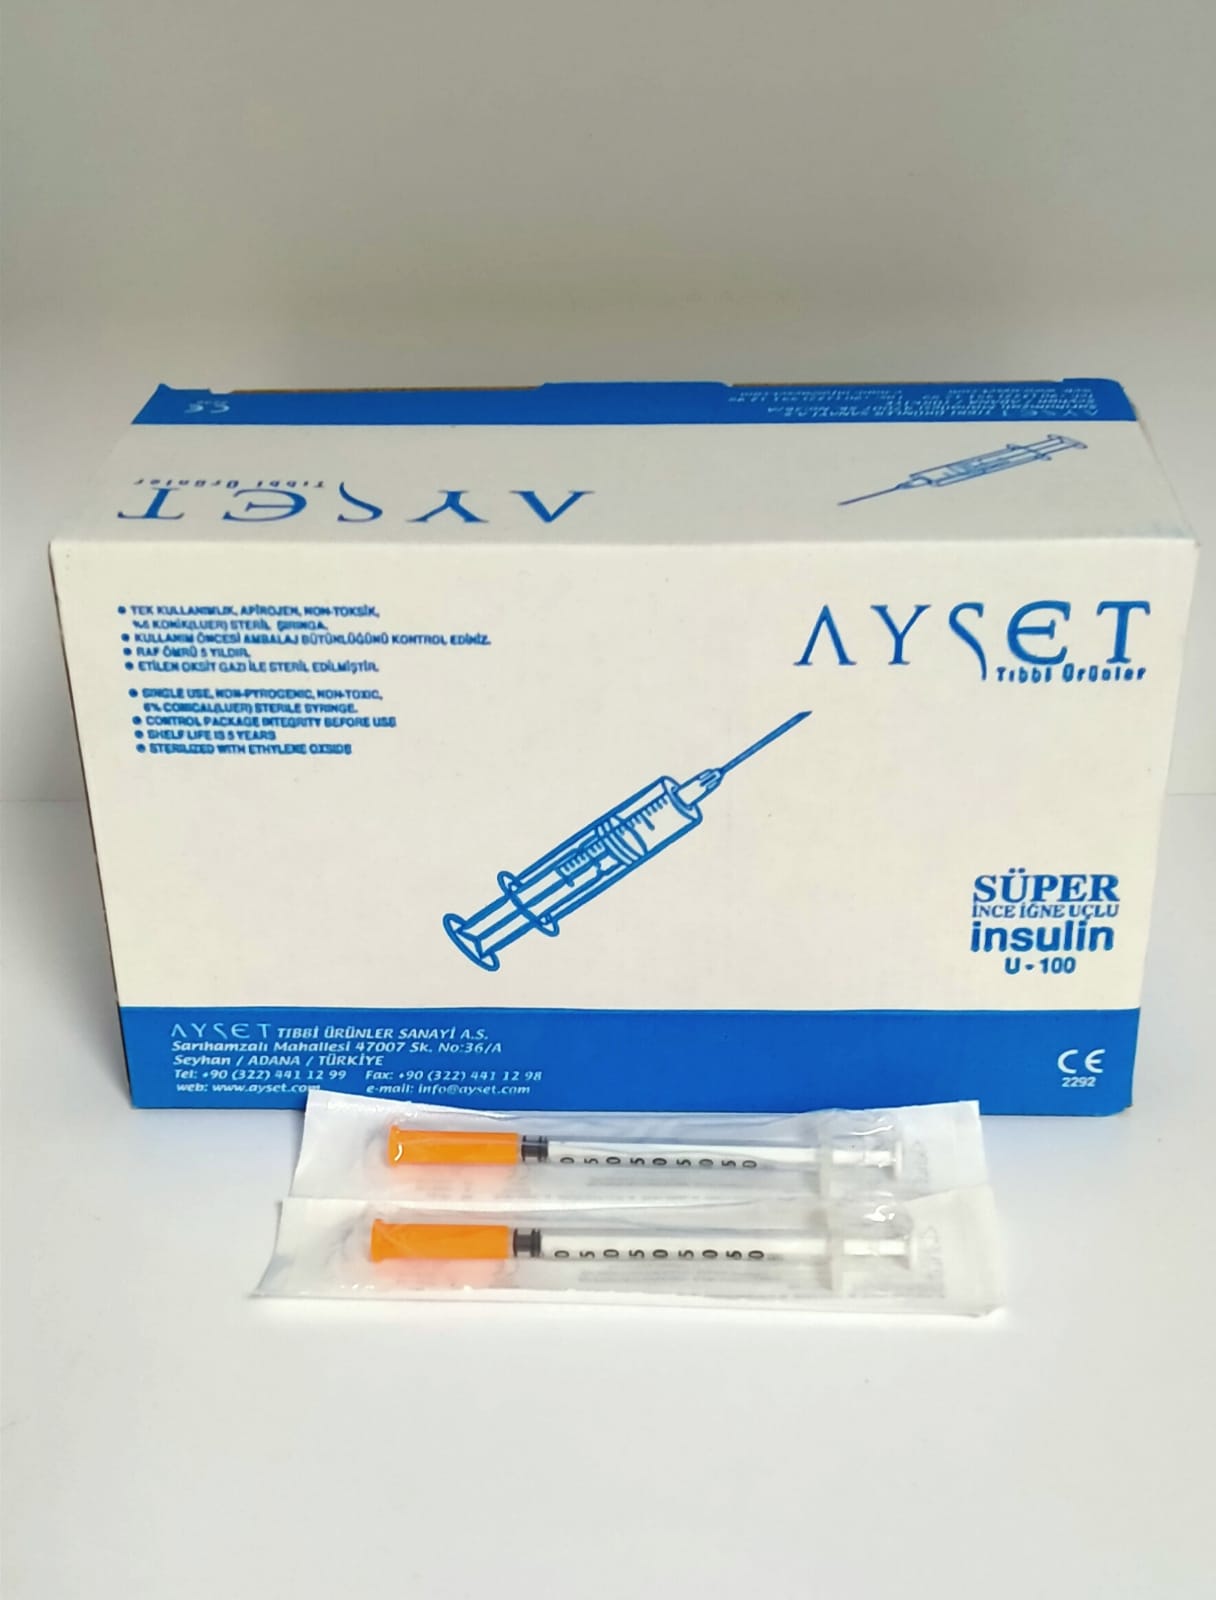 AYSET
Tıbbi Ürünler
AYSET
Tıbbi Ürünler
● TEK KULLANIMLIK, APİROJEN, NON-TOKSİK,
%6 KONİK(LUER) STERİL ŞIRINGA.
● KULLANIM ÖNCESİ AMBALAJ BÜTÜNLÜĞÜNÜ KONTROL EDİNİZ.
● RAF ÖMRÜ 5 YILDIR.
● ETİLEN OKSİT GAZI İLE STERİL EDİLMİŞTİR.
● SINGLE USE, NON-PYROGENIC, NON-TOXIC,
6% CONICAL(LUER) STERILE SYRINGE.
● CONTROL PACKAGE INTEGRITY BEFORE USE
● SHELF LIFE IS 5 YEARS
● STERILIZED WITH ETHYLENE OXSIDE
SÜPER
İNCE İĞNE UÇLU
insulin
U-100
AYSET TIBBİ ÜRÜNLER SANAYİ A.S.
Sarıhamzalı Mahallesi 47007 Sk. No:36/A
Seyhan / ADANA / TÜRKİYE
Tel: +90 (322) 441 12 99 Fax: +90 (322) 441 12 98
web: www.ayset.com e-mail: info@ayset.com
CE
2292